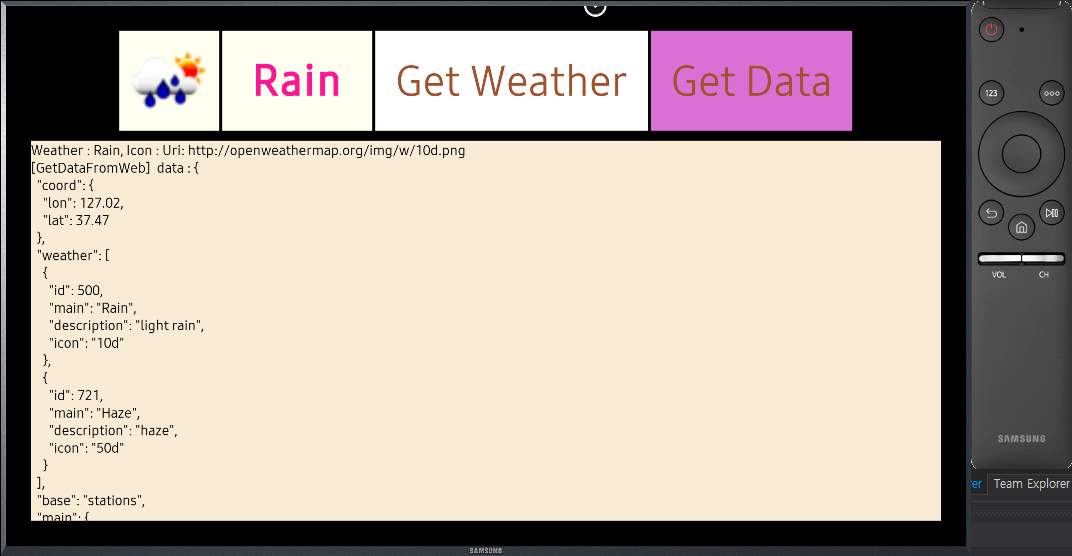 Rain
Get Weather
Get Data
Weather : Rain, Icon : Uri: http://openweathermap.org/img/w/10d.png
[GetDataFromWeb]  data : {
"coord": {
"lon": 127.02,
"lat": 37.47
},
"weather": [
{
"id": 500,
"main": "Rain",
"description": "light rain",
"icon": "10d"
},
{
"id": 721,
"main": "Haze",
"description": "haze",
"icon": "50d"
}
],
"base": "stations",
"main": {
SAMSUNG
123
VOL
CH
SAMSUNG
rer
Team Explorer